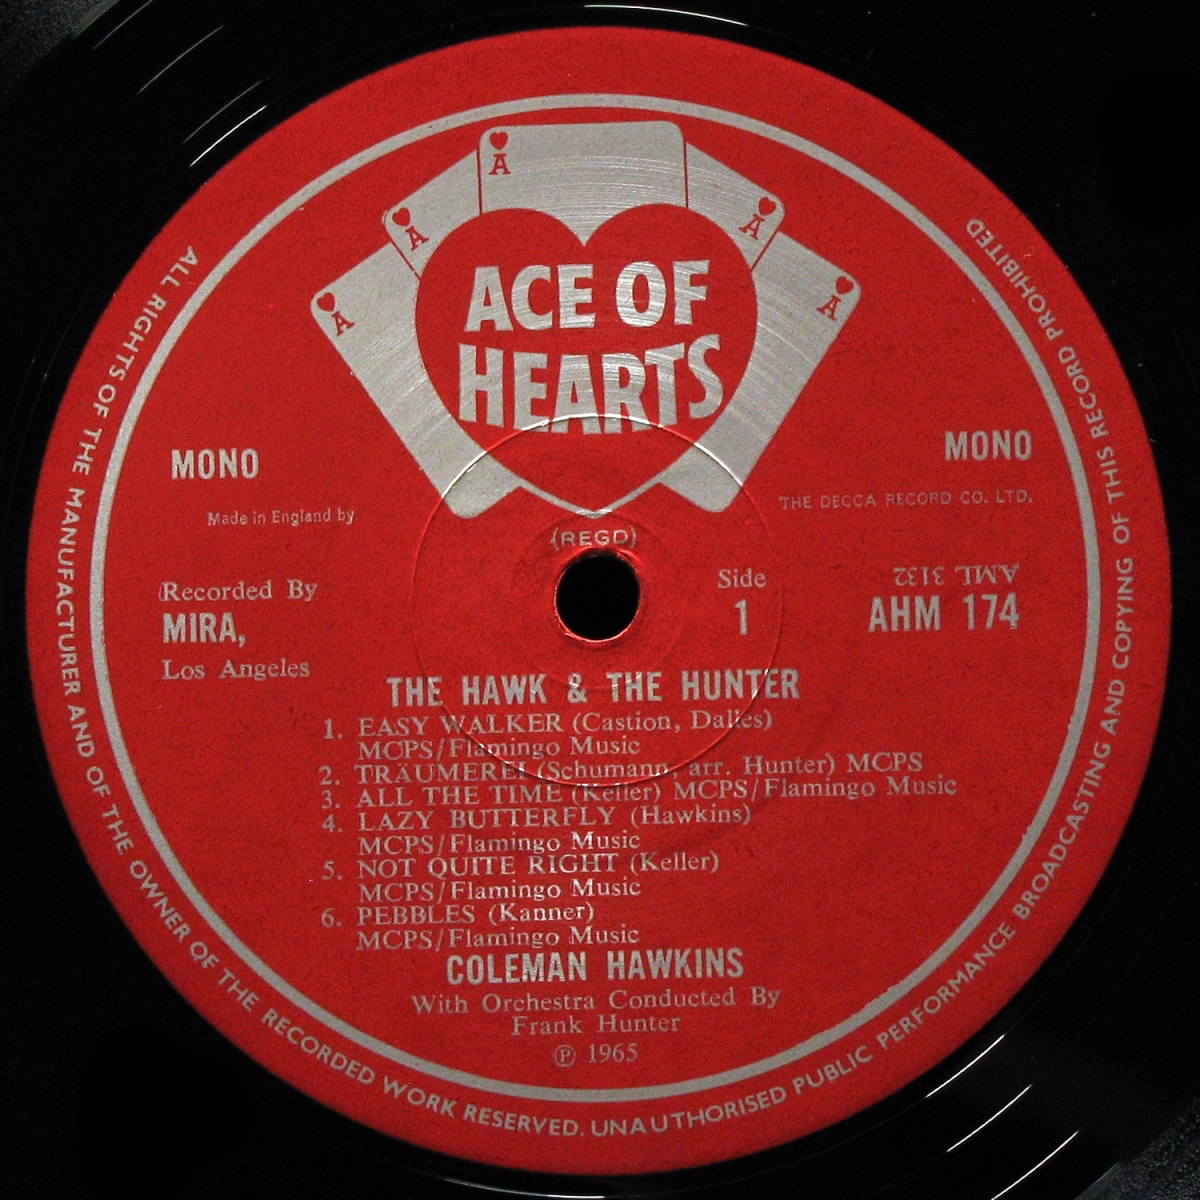 A
A
A
A
A
ACE OF
HEARTS
(REGD)
MONO
MONO
Made in England by
THE DECCA RECORD CO. LTD.
Recorded By
MIRA,
Los Angeles
Side
1
AML 3132
AHM 174
THE HAWK & THE HUNTER
1. EASY WALKER (Castion, Dalies)
MCPS/Flamingo Music
2. TRÄUMEREI (Schumann, arr. Hunter) MCPS
3. ALL THE TIME (Keller) MCPS/Flamingo Music
4. LAZY BUTTERFLY (Hawkins)
MCPS/Flamingo Music
5. NOT QUITE RIGHT (Keller)
MCPS/Flamingo Music
6. PEBBLES (Kanner)
MCPS/Flamingo Music
COLEMAN HAWKINS
With Orchestra Conducted By
Frank Hunter
℗ 1965
ALL RIGHTS OF THE MANUFACTURER AND OF THE OWNER OF THE RECORDED WORK RESERVED. UNAUTHORISED PUBLIC PERFORMANCE BROADCASTING AND COPYING OF THIS RECORD PROHIBITED